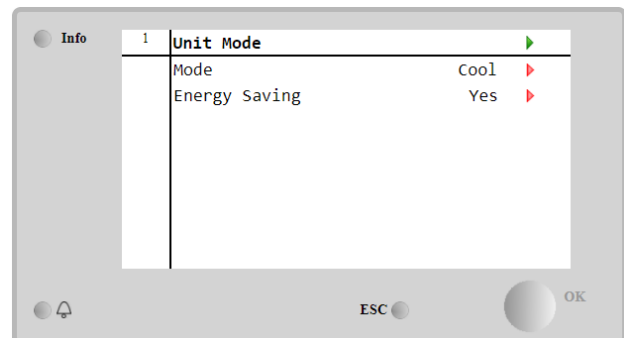 Info
1 Unit Mode
Mode Cool
Energy Saving Yes
ESC
OK